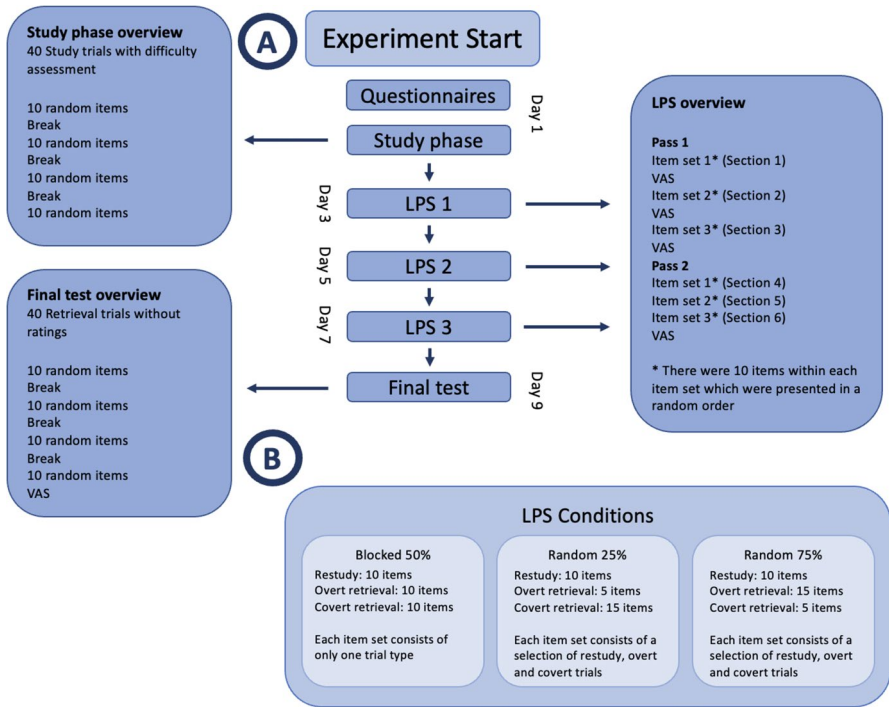 Study phase overview
40 Study trials with difficulty
assessment
10 random items
Break
10 random items
Break
10 random items
Break
10 random items
A
Experiment Start
Questionnaires
Day 1
Study phase
Day 3
LPS 1
Day 5
LPS 2
Day 7
LPS 3
Final test
Day 9
LPS overview
Pass 1
Item set 1* (Section 1)
VAS
Item set 2* (Section 2)
VAS
Item set 3* (Section 3)
VAS
Pass 2
Item set 1* (Section 4)
Item set 2* (Section 5)
Item set 3* (Section 6)
VAS
* There were 10 items within each
item set which were presented in a
random order
Final test overview
40 Retrieval trials without
ratings
10 random items
Break
10 random items
Break
10 random items
Break
10 random items
VAS
B
LPS Conditions
Blocked 50%
Restudy: 10 items
Overt retrieval: 10 items
Covert retrieval: 10 items
Each item set consists of
only one trial type
Random 25%
Restudy: 10 items
Overt retrieval: 5 items
Covert retrieval: 15 items
Each item set consists of a
selection of restudy, overt
and covert trials
Random 75%
Restudy: 10 items
Overt retrieval: 15 items
Covert retrieval: 5 items
Each item set consists of a
selection of restudy, overt
and covert trials